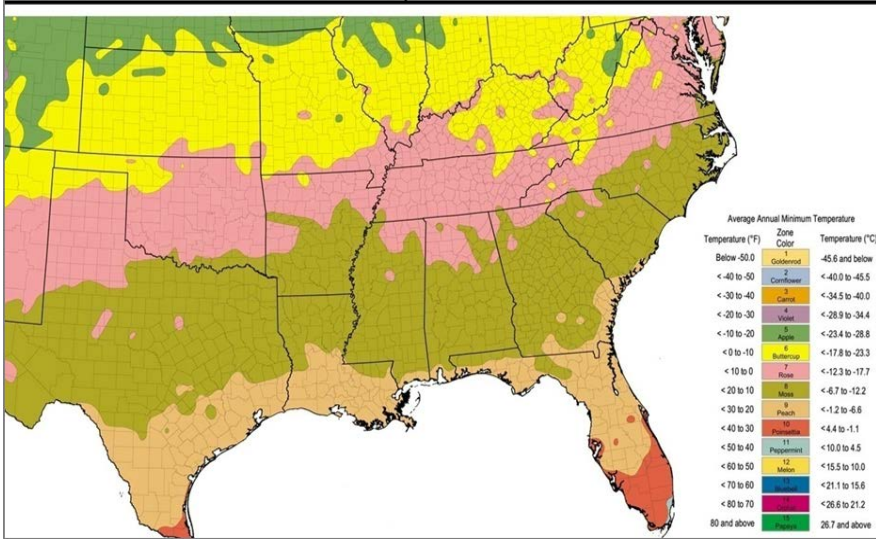 Average Annual Minimum Temperature
Temperature (°F) Zone Color Temperature (°C)
Below -50.0 1 Goldenrod -45.6 and below
< -40 to -50 2 Cornflower < -40.0 to -45.5
< -30 to -40 3 Carrot < -34.5 to -40.0
< -20 to -30 4 Violet < -28.9 to -34.4
< -10 to -20 5 Apple < -23.4 to -28.8
< 0 to -10 6 Buttercup < -17.8 to -23.3
< 10 to 0 7 Rose < -12.3 to -17.7
< 20 to 10 8 Moss < -6.7 to -12.2
< 30 to 20 9 Peach < -1.2 to -6.6
< 40 to 30 10 Poinsettia < 4.4 to -1.1
< 50 to 40 11 Peppermint < 10.0 to 4.5
< 60 to 50 12 Melon < 15.5 to 10.0
< 70 to 60 13 Bluebell < 21.1 to 15.6
< 80 to 70 14 < 26.6 to 21.2
80 and above 15 Papaya 26.7 and above